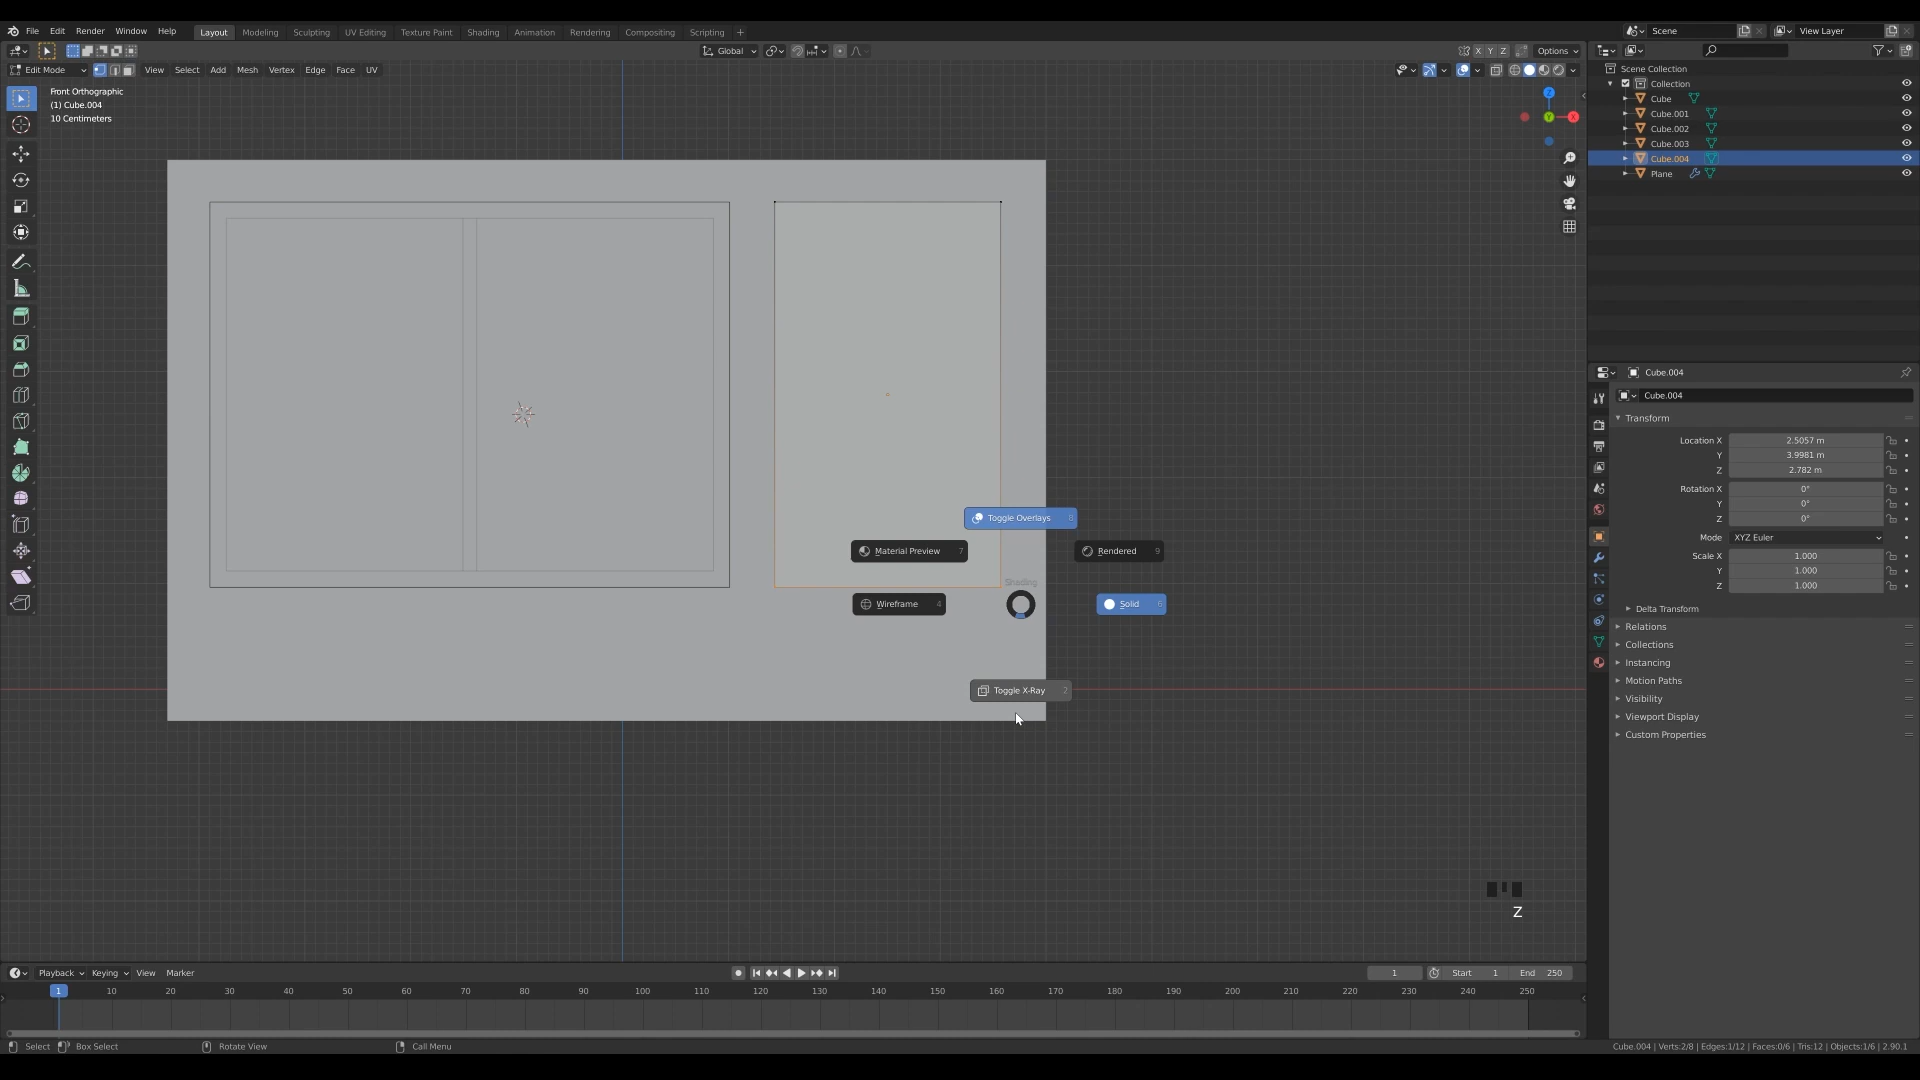 File Edit Render Window Help Layout Modeling Sculpting UV Editing Texture Paint Shading Animation Rendering Compositing Scripting + Scene View Layer
Global X Y Z Options
Edit Mode View Select Add Mesh Vertex Edge Face UV
Front Orthographic
(1) Cube.004
10 Centimeters
Z
X
Y
Scene Collection
Collection
Cube
Cube.001
Cube.002
Cube.003
Cube.004
Plane
Toggle Overlays 8
Material Preview 7
Rendered 9
Shading
Wireframe 4
Solid 6
Toggle X-Ray 2
Z
Cube.004
Cube.004
Transform
Location X 2.5057 m
Y 3.9981 m
Z 2.782 m
Rotation X 0°
Y 0°
Z 0°
Mode XYZ Euler
Scale X 1.000
Y 1.000
Z 1.000
Delta Transform
Relations
Collections
Instancing
Motion Paths
Visibility
Viewport Display
Custom Properties
Playback Keying View Marker 1 Start 1 End 250
1 10 20 30 40 50 60 70 80 90 100 110 120 130 140 150 160 170 180 190 200 210 220 230 240 250
Select Box Select Rotate View Call Menu Cube.004 | Verts:2/8 | Edges:1/12 | Faces:0/6 | Tris:12 | Objects:1/6 | 2.90.1